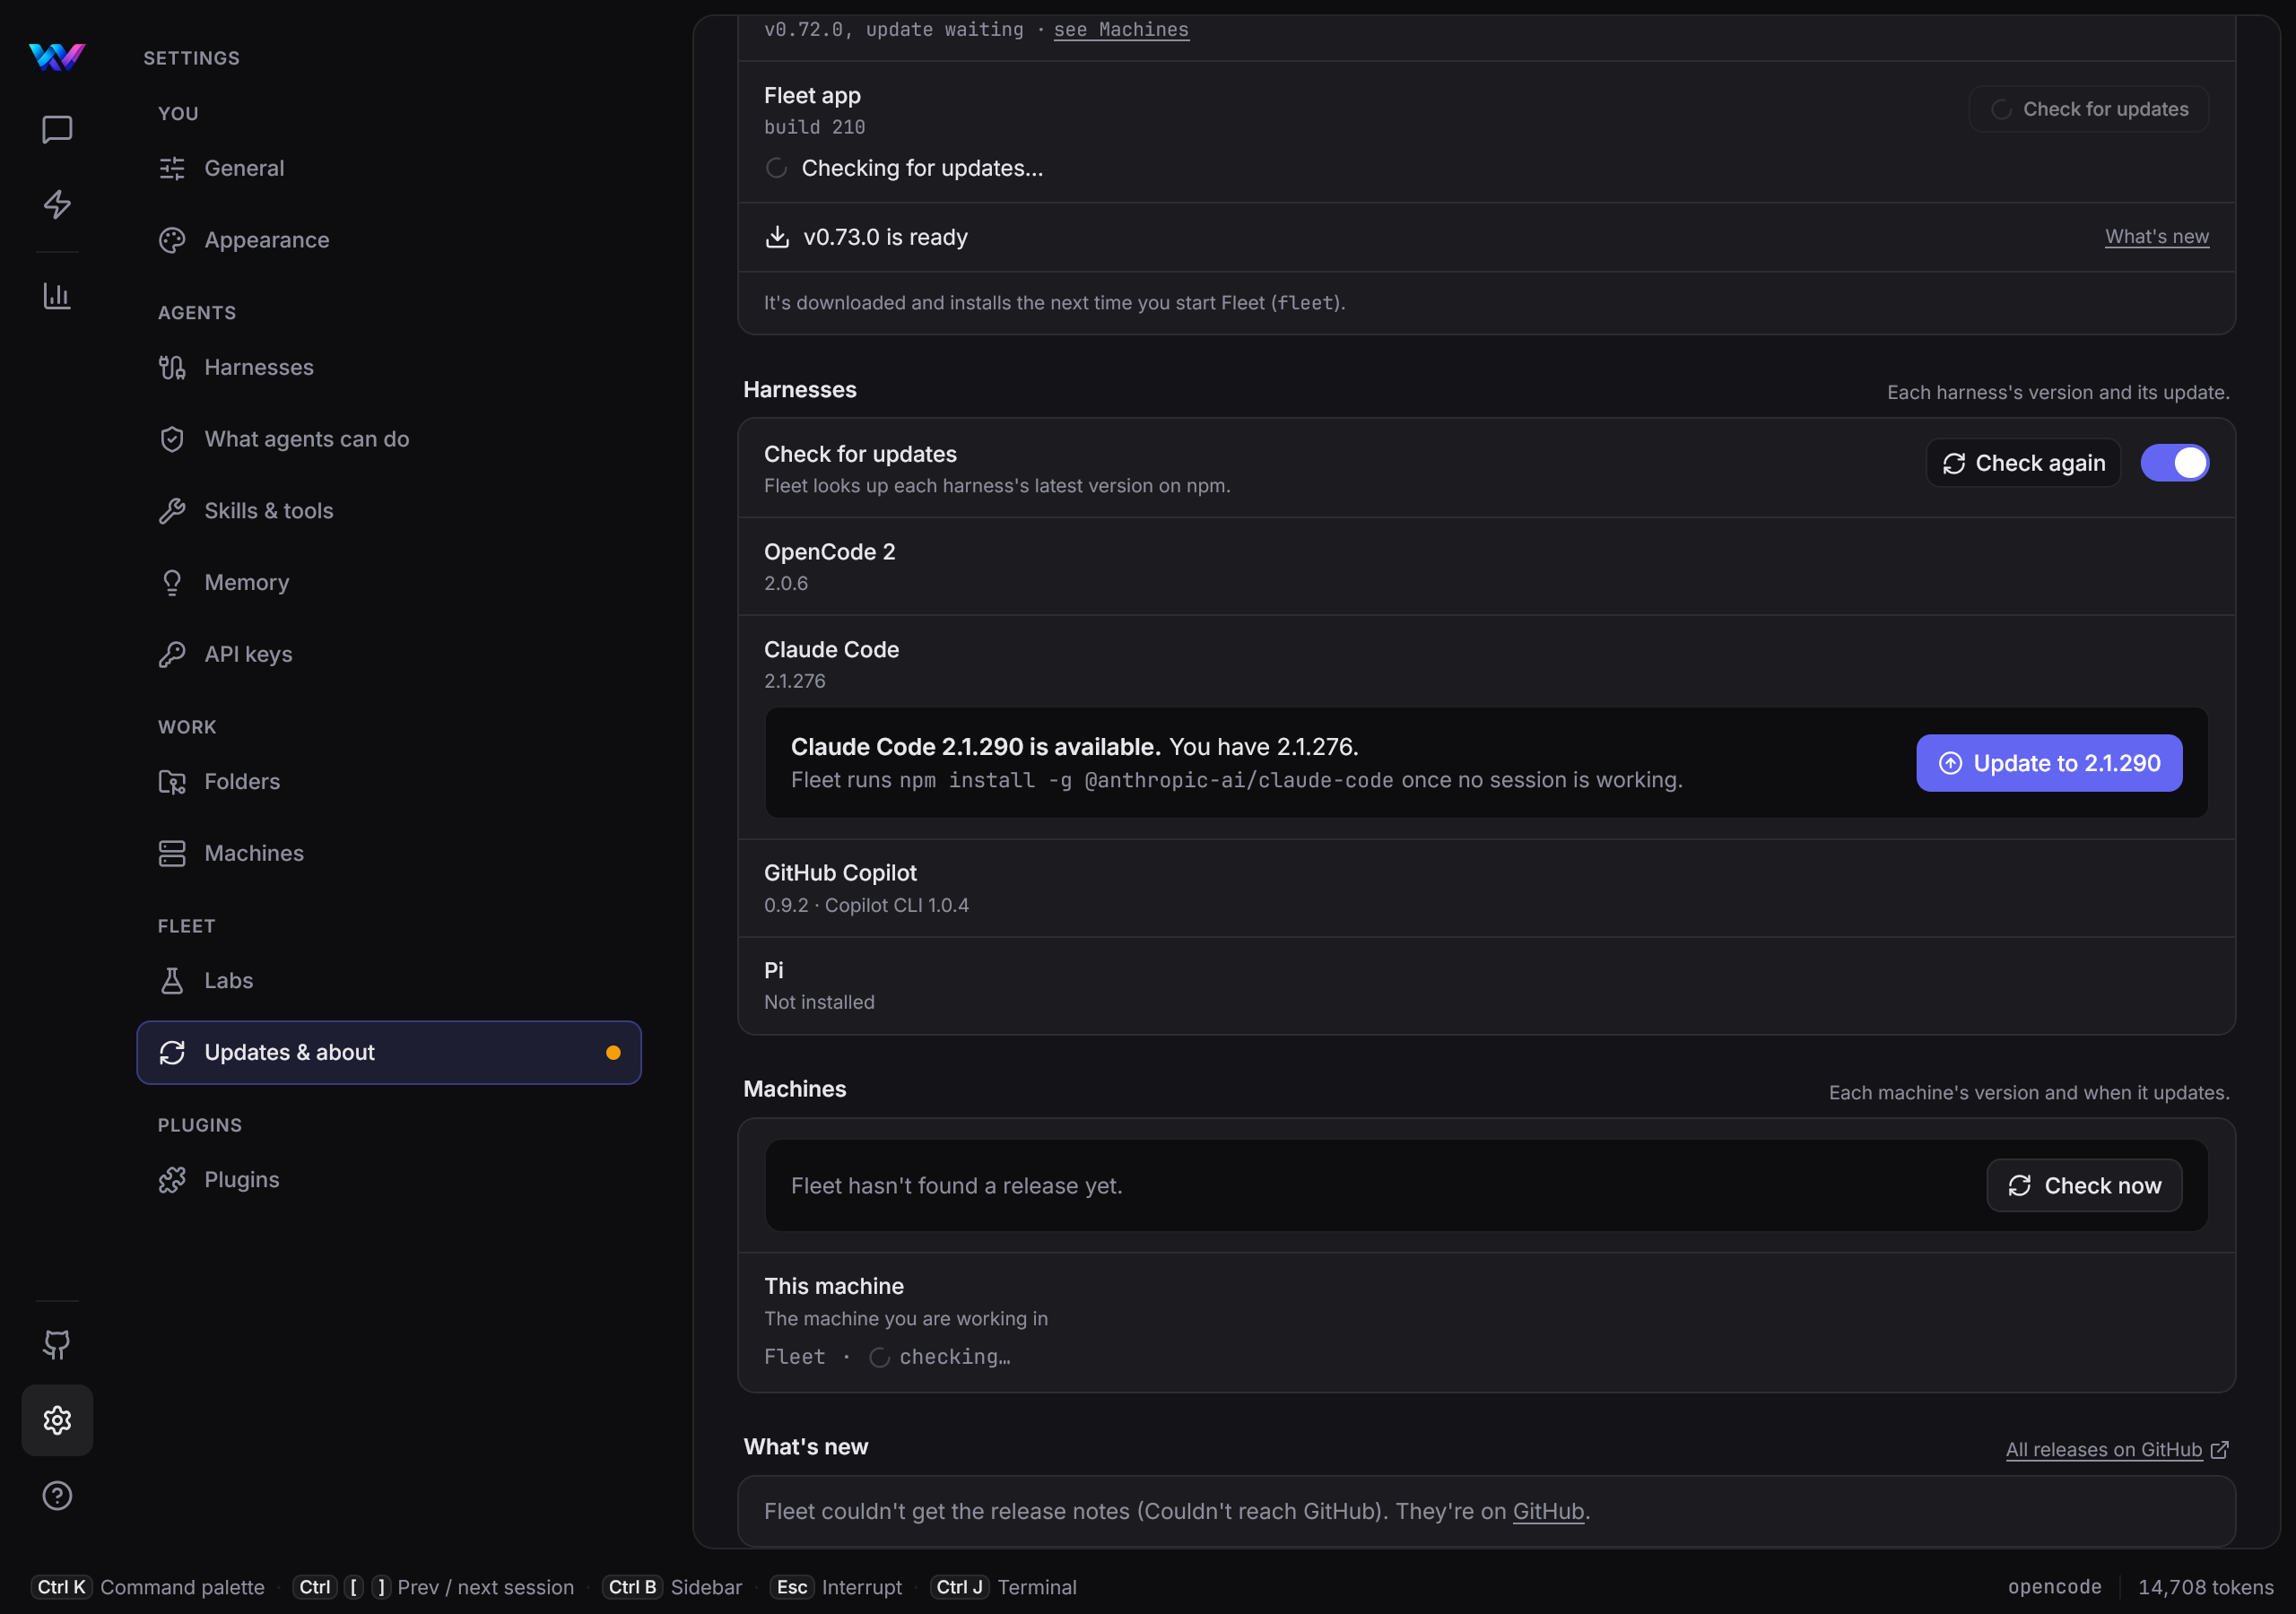 SETTINGS
YOU
General
Appearance
AGENTS
Harnesses
What agents can do
Skills & tools
Memory
API keys
WORK
Folders
Machines
FLEET
Labs
Updates & about
PLUGINS
Plugins
v0.72.0, update waiting · see Machines
Fleet app
build 210
Check for updates
Checking for updates...
v0.73.0 is ready
What's new
It's downloaded and installs the next time you start Fleet (fleet).
Harnesses
Each harness's version and its update.
Check for updates
Fleet looks up each harness's latest version on npm.
Check again
OpenCode 2
2.0.6
Claude Code
2.1.276
Claude Code 2.1.290 is available. You have 2.1.276.
Fleet runs npm install -g @anthropic-ai/claude-code once no session is working.
Update to 2.1.290
GitHub Copilot
0.9.2 · Copilot CLI 1.0.4
Pi
Not installed
Machines
Each machine's version and when it updates.
Fleet hasn't found a release yet.
Check now
This machine
The machine you are working in
Fleet · checking…
What's new
All releases on GitHub
Fleet couldn't get the release notes (Couldn't reach GitHub). They're on GitHub.
Ctrl K Command palette · Ctrl [ ] Prev / next session · Ctrl B Sidebar · Esc Interrupt · Ctrl J Terminal
opencode
14,708 tokens